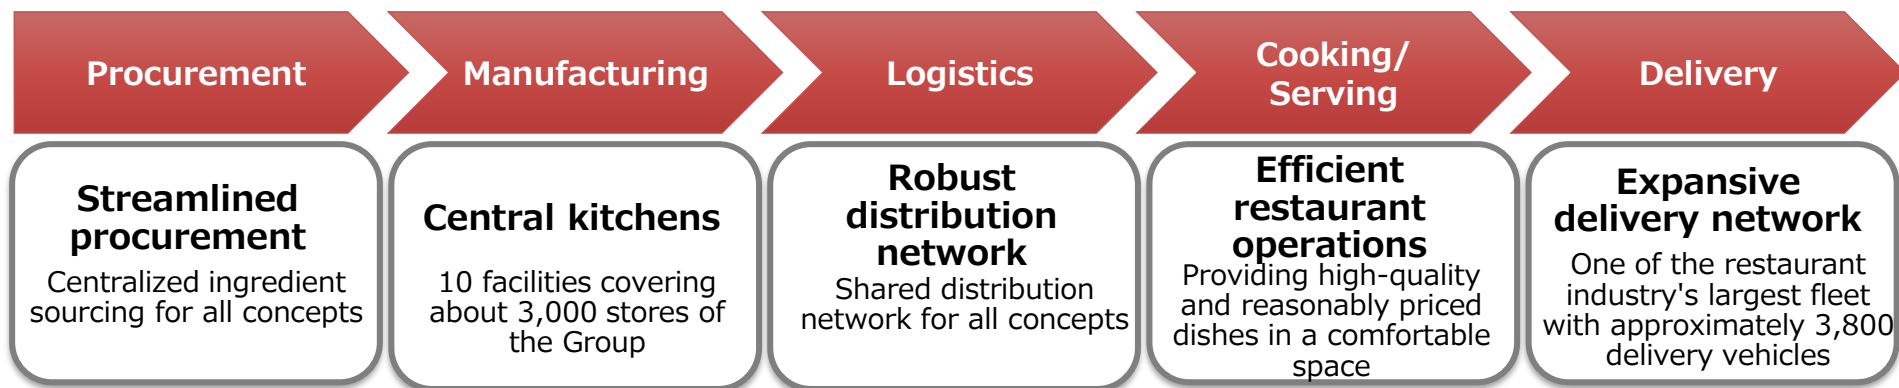 Procurement
Manufacturing
Logistics
Cooking/
Serving
Delivery
Streamlined
procurement
Centralized ingredient
sourcing for all concepts
Central kitchens
10 facilities covering
about 3,000 stores of
the Group
Robust
distribution
network
Shared distribution
network for all concepts
Efficient
restaurant
operations
Providing high-quality
and reasonably priced
dishes in a comfortable
space
Expansive
delivery network
One of the restaurant
industry's largest fleet
with approximately 3,800
delivery vehicles